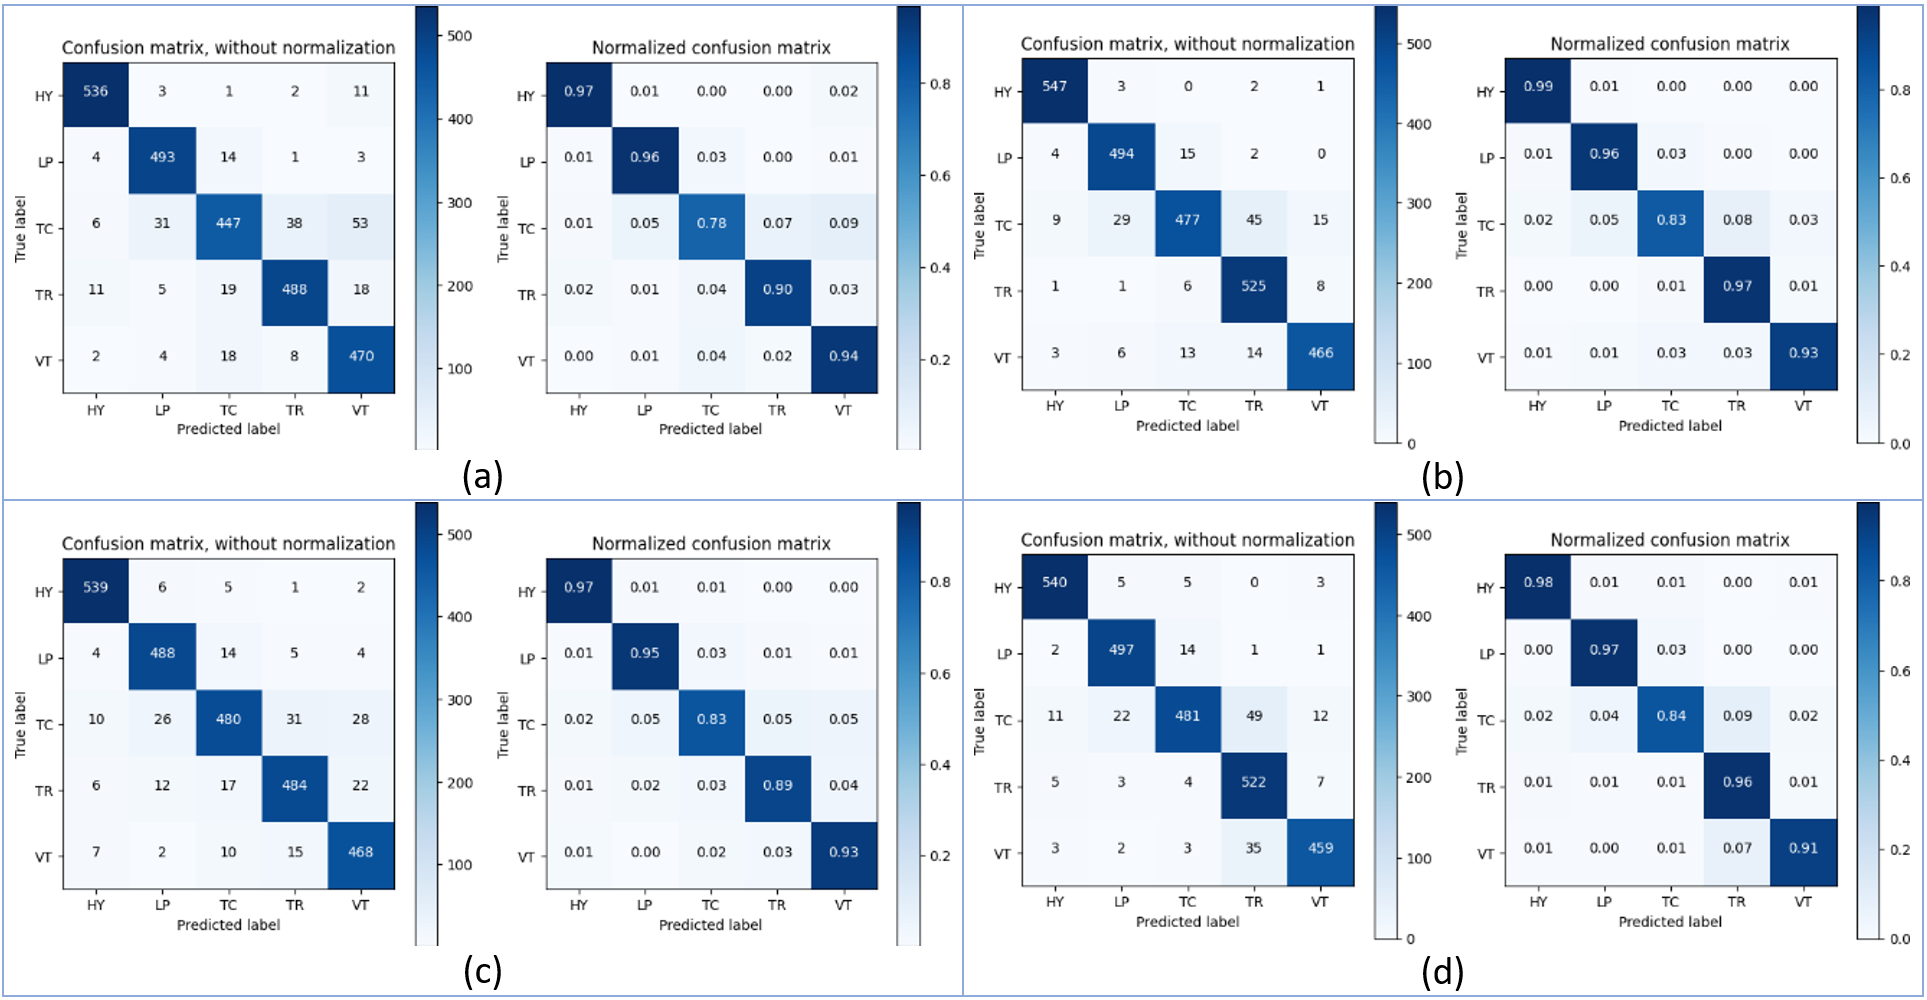 Confusion matrix, without normalization
HY 536 3 1 2 11
LP 4 493 14 1 3
TC 6 31 447 38 53
TR 11 5 19 488 18
VT 2 4 18 8 470
HY LP TC TR VT
True label
Predicted label
500
400
300
200
100
Normalized confusion matrix
HY 0.97 0.01 0.00 0.00 0.02
LP 0.01 0.96 0.03 0.00 0.01
TC 0.01 0.05 0.78 0.07 0.09
TR 0.02 0.01 0.04 0.90 0.03
VT 0.00 0.01 0.04 0.02 0.94
HY LP TC TR VT
True label
Predicted label
0.8
0.6
0.4
0.2
(a)
Confusion matrix, without normalization
HY 547 3 0 2 1
LP 4 494 15 2 0
TC 9 29 477 45 15
TR 1 1 6 525 8
VT 3 6 13 14 466
HY LP TC TR VT
True label
Predicted label
500
400
300
200
100
0
Normalized confusion matrix
HY 0.99 0.01 0.00 0.00 0.00
LP 0.01 0.96 0.03 0.00 0.00
TC 0.02 0.05 0.83 0.08 0.03
TR 0.00 0.00 0.01 0.97 0.01
VT 0.01 0.01 0.03 0.03 0.93
HY LP TC TR VT
True label
Predicted label
0.8
0.6
0.4
0.2
0.0
(b)
Confusion matrix, without normalization
HY 539 6 5 1 2
LP 4 488 14 5 4
TC 10 26 480 31 28
TR 6 12 17 484 22
VT 7 2 10 15 468
HY LP TC TR VT
True label
Predicted label
500
400
300
200
100
Normalized confusion matrix
HY 0.97 0.01 0.01 0.00 0.00
LP 0.01 0.95 0.03 0.01 0.01
TC 0.02 0.05 0.83 0.05 0.05
TR 0.01 0.02 0.03 0.89 0.04
VT 0.01 0.00 0.02 0.03 0.93
HY LP TC TR VT
True label
Predicted label
0.8
0.6
0.4
0.2
(c)
Confusion matrix, without normalization
HY 540 5 5 0 3
LP 2 497 14 1 1
TC 11 22 481 49 12
TR 5 3 4 522 7
VT 3 2 3 35 459
HY LP TC TR VT
True label
Predicted label
500
400
300
200
100
0
Normalized confusion matrix
HY 0.98 0.01 0.01 0.00 0.01
LP 0.00 0.97 0.03 0.00 0.00
TC 0.02 0.04 0.84 0.09 0.02
TR 0.01 0.01 0.01 0.96 0.01
VT 0.01 0.00 0.01 0.07 0.91
HY LP TC TR VT
True label
Predicted label
0.8
0.6
0.4
0.2
0.0
(d)